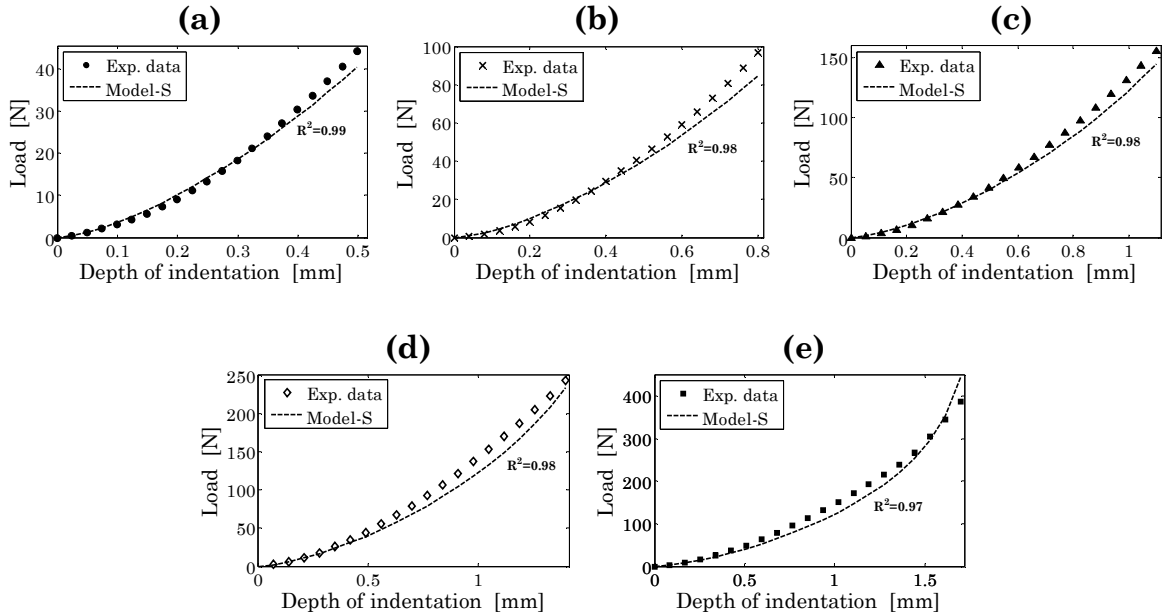 (a)
Load [N]
40
30
20
10
0
Exp. data
Model-S
R²=0.99
0 0.1 0.2 0.3 0.4 0.5
Depth of indentation [mm]
(b)
Load [N]
100
80
60
40
20
0
Exp. data
Model-S
R²=0.98
0 0.2 0.4 0.6 0.8
Depth of indentation [mm]
(c)
Load [N]
150
100
50
0
Exp. data
Model-S
R²=0.98
0 0.2 0.4 0.6 0.8 1
Depth of indentation [mm]
(d)
Load [N]
250
200
150
100
50
0
Exp. data
Model-S
R²=0.98
0 0.5 1
Depth of indentation [mm]
(e)
Load [N]
400
300
200
100
0
Exp. data
Model-S
R²=0.97
0 0.5 1 1.5
Depth of indentation [mm]